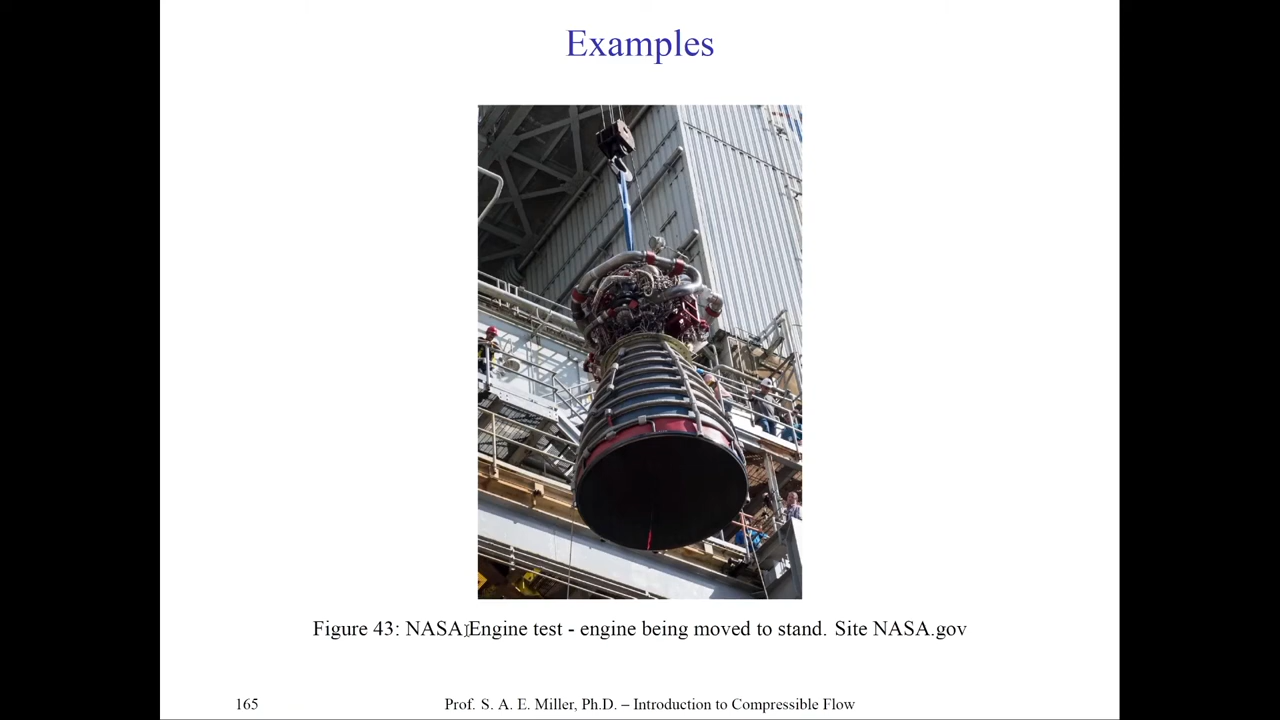 Examples
Figure 43: NASA Engine test - engine being moved to stand. Site NASA.gov
165
Prof. S. A. E. Miller, Ph.D. – Introduction to Compressible Flow